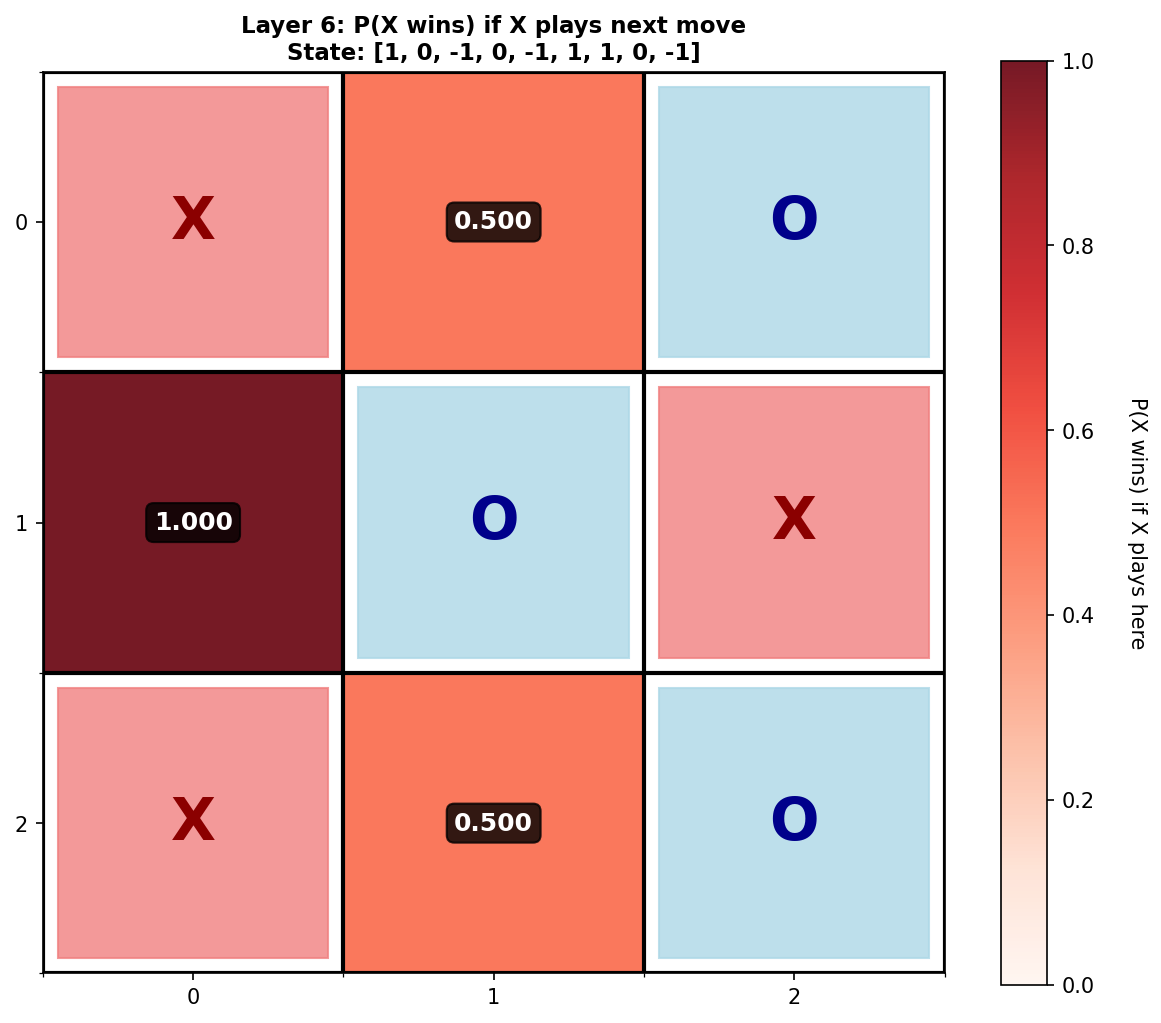 Layer 6: P(X wins) if X plays next move
State: [1, 0, -1, 0, -1, 1, 1, 0, -1]
0
X
0.500
O
1
1.000
O
X
2
X
0.500
O
0
1
2
1.0
0.8
0.6
0.4
0.2
0.0
P(X wins) if X plays here